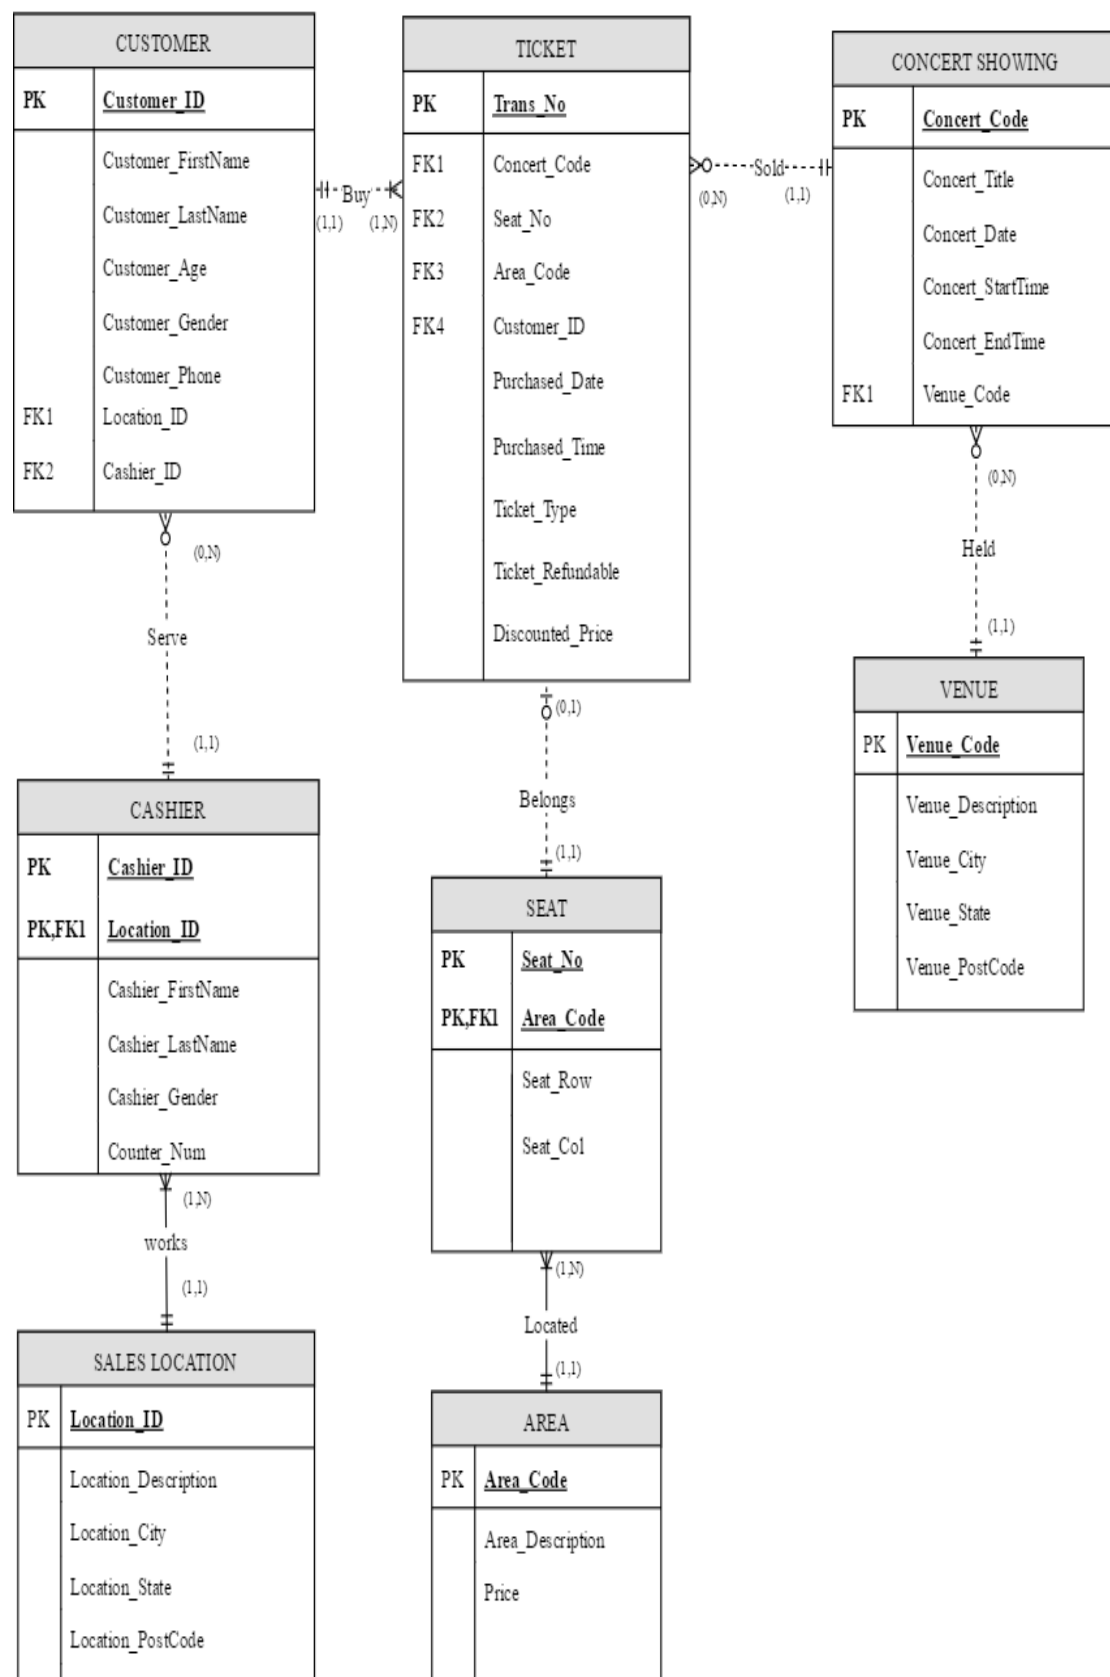 CUSTOMER
PK Customer_ID
Customer_FirstName
Customer_LastName
Customer_Age
Customer_Gender
Customer_Phone
FK1 Location_ID
FK2 Cashier_ID
Buy
(1,1) (1,N)
TICKET
PK Trans_No
FK1 Concert_Code
FK2 Seat_No
FK3 Area_Code
FK4 Customer_ID
Purchased_Date
Purchased_Time
Ticket_Type
Ticket_Refundable
Discounted_Price
Sold
(0,N) (1,1)
CONCERT SHOWING
PK Concert_Code
Concert_Title
Concert_Date
Concert_StartTime
Concert_EndTime
FK1 Venue_Code
(0,N)
Held
(1,1)
VENUE
PK Venue_Code
Venue_Description
Venue_City
Venue_State
Venue_PostCode
(0,N)
Serve
(1,1)
CASHIER
PK Cashier_ID
PK,FK1 Location_ID
Cashier_FirstName
Cashier_LastName
Cashier_Gender
Counter_Num
(1,N)
works
(1,1)
SALES LOCATION
PK Location_ID
Location_Description
Location_City
Location_State
Location_PostCode
(0,1)
Belongs
(1,1)
SEAT
PK Seat_No
PK,FK1 Area_Code
Seat_Row
Seat_Col
(1,N)
Located
(1,1)
AREA
PK Area_Code
Area_Description
Price